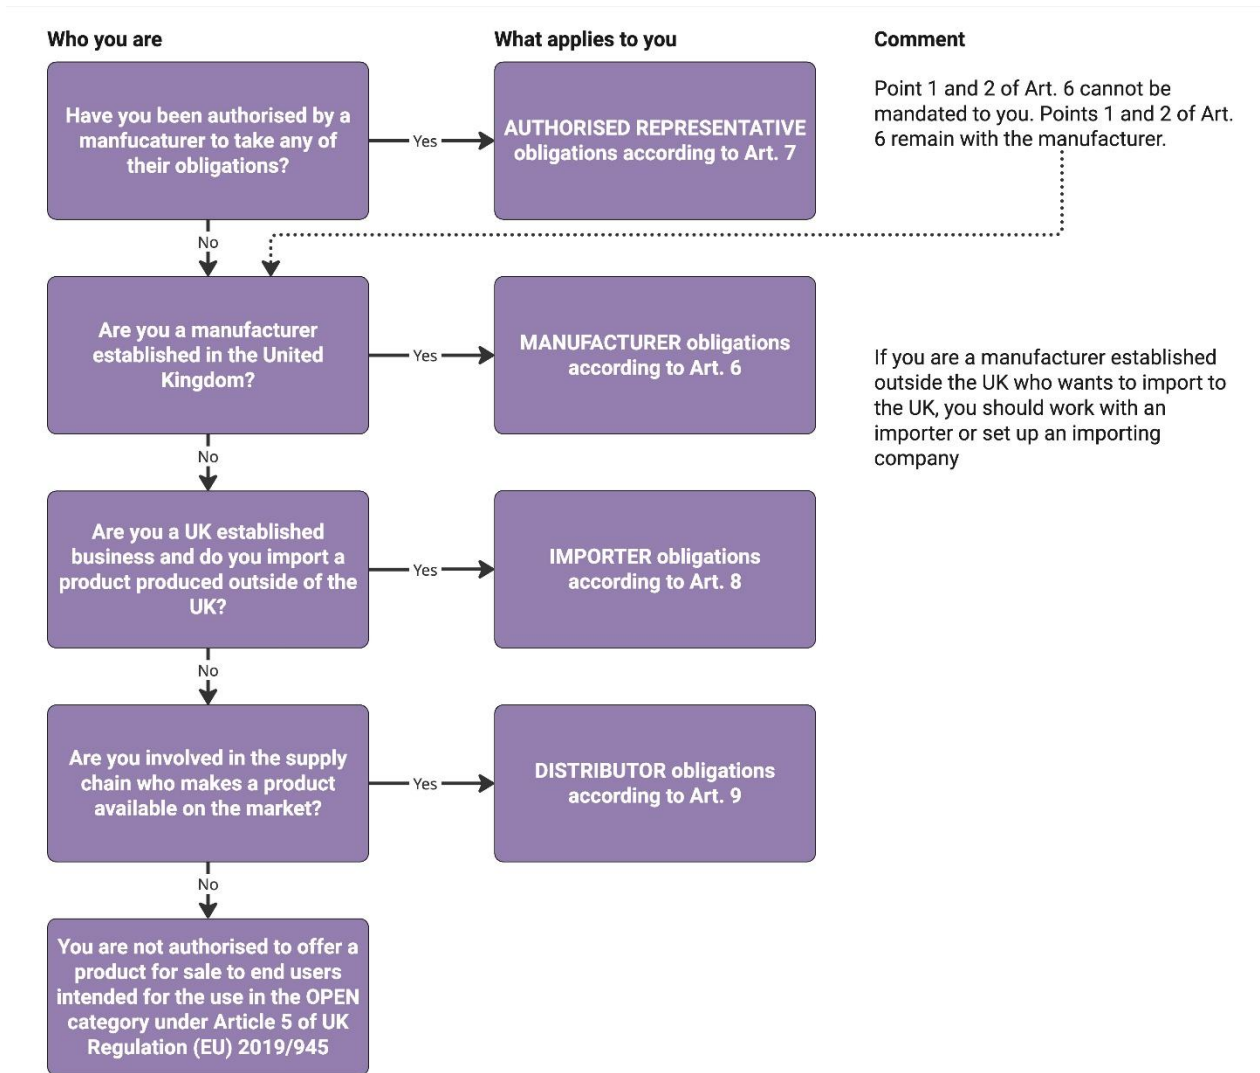 Who you are
What applies to you
Comment
Have you been authorised by a
manfucaturer to take any of
their obligations?
Yes
AUTHORISED REPRESENTATIVE
obligations according to Art. 7
Point 1 and 2 of Art. 6 cannot be
mandated to you. Points 1 and 2 of Art.
6 remain with the manufacturer.
No
Are you a manufacturer
established in the United
Kingdom?
Yes
MANUFACTURER obligations
according to Art. 6
If you are a manufacturer established
outside the UK who wants to import to
the UK, you should work with an
importer or set up an importing
company
No
Are you a UK established
business and do you import a
product produced outside of the
UK?
Yes
IMPORTER obligations
according to Art. 8
No
Are you involved in the supply
chain who makes a product
available on the market?
Yes
DISTRIBUTOR obligations
according to Art. 9
No
You are not authorised to offer a
product for sale to end users
intended for the use in the OPEN
category under Article 5 of UK
Regulation (EU) 2019/945